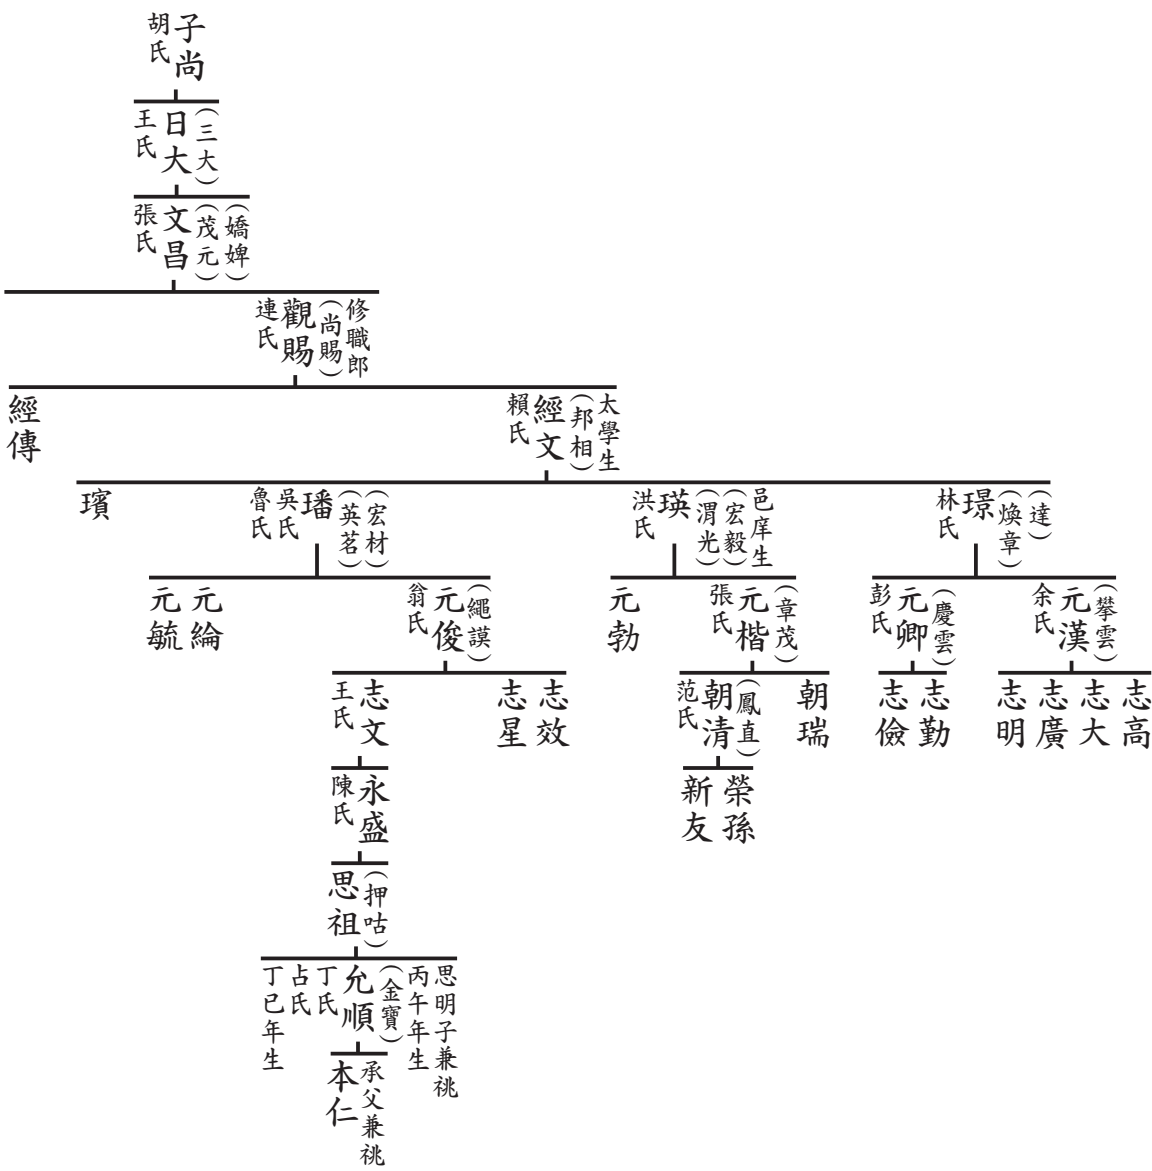 子尚
胡氏
(三大)
日大
王氏
(嬌婢)
(茂元)
文昌
張氏
修職郎
(尚賜)
觀賜
連氏
太學生
(邦相)
經文
賴氏
經傳
(達)
(煥章)
璟
林氏
邑庠生
(宏毅)
(渭光)
瑛
洪氏
(宏材)
(英茗)
璠
吳氏
魯氏
璸
(攀雲)
元漢
余氏
(慶雲)
元卿
彭氏
(章茂)
元楷
張氏
元勃
(繩謨)
元俊
翁氏
元綸
元毓
志高
志大
志廣
志明
志勤
志儉
朝瑞
(鳳直)
朝清
范氏
志效
志星
志文
王氏
榮孫
新友
永盛
陳氏
(押咕)
思祖
思明子兼祧
丙午年生
(金寶)
允順
丁氏
占氏
丁巳年生
承父兼祧
本仁